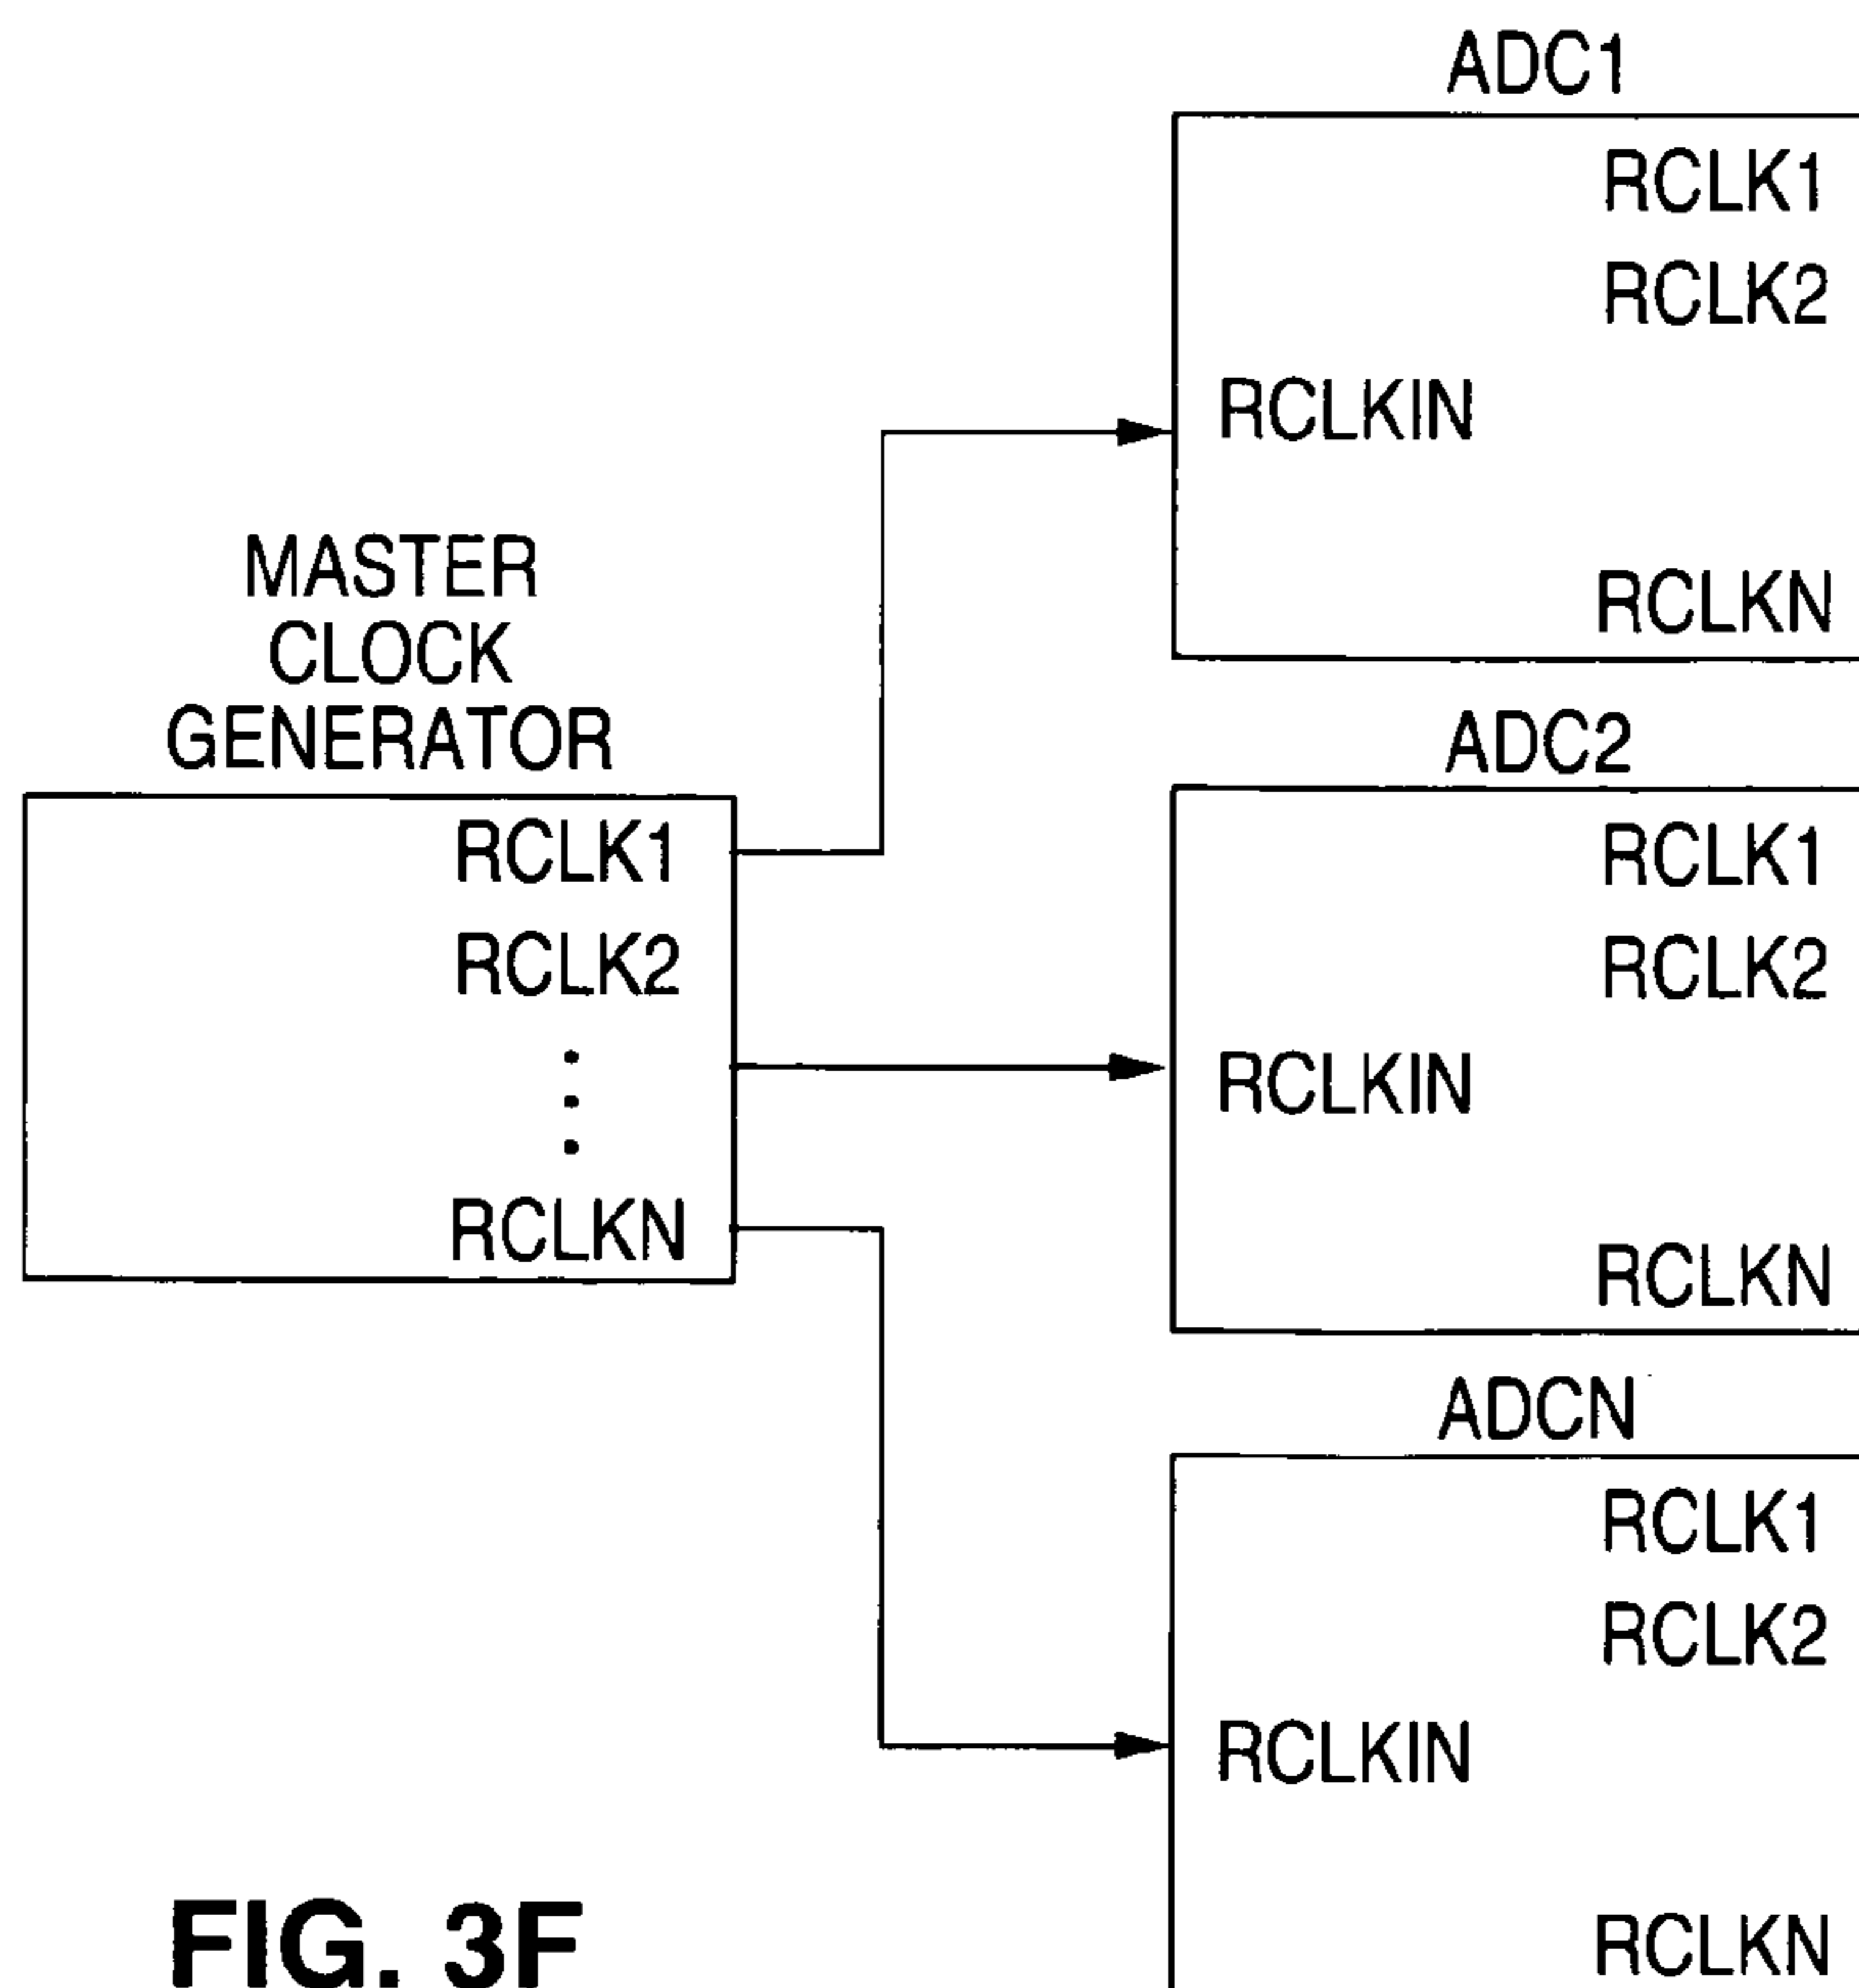 ADC1
RCLK1
RCLK2
RCLKIN
RCLKN
MASTER
CLOCK
GENERATOR
RCLK1
RCLK2
RCLKN
ADC2
RCLK1
RCLK2
RCLKIN
RCLKN
ADCN
RCLK1
RCLK2
RCLKIN
RCLKN
FIG. 3F